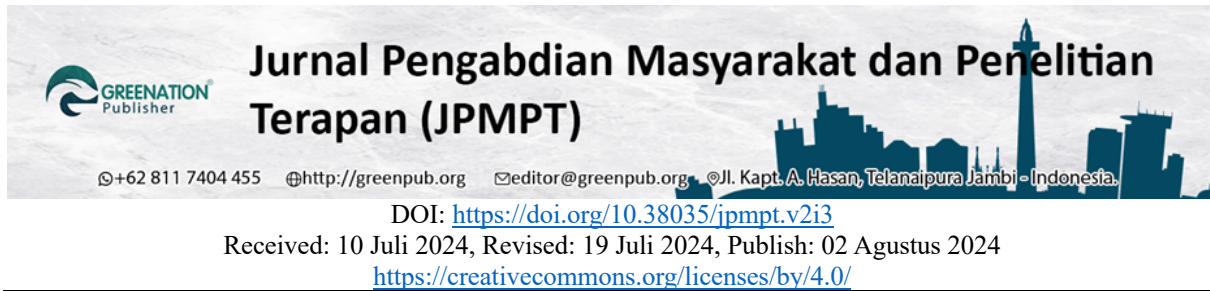 GREENATION®
Publisher
Jurnal Pengabdian Masyarakat dan Penelitian
Terapan (JPMPT)
+62 811 7404 455 http://greenpub.org editor@greenpub.org Jl. Kapt. A. Hasan, Telanaipura Jambi - Indonesia.
DOI: https://doi.org/10.38035/jpmpt.v2i3
Received: 10 Juli 2024, Revised: 19 Juli 2024, Publish: 02 Agustus 2024
https://creativecommons.org/licenses/by/4.0/